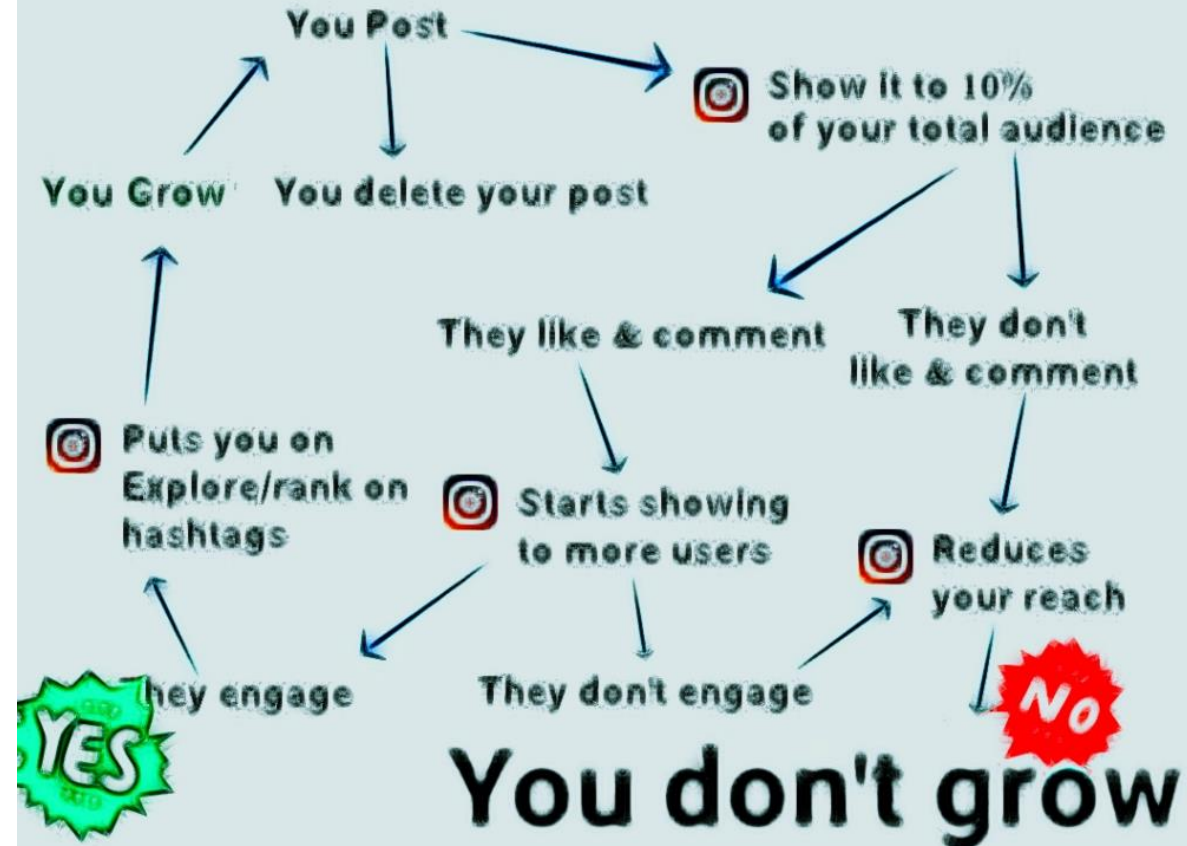 You Post
Show it to 10%
of your total audience
You Grow
You delete your post
They like & comment
They don't
like & comment
Puts you on
Explore/rank on
hashtags
Starts showing
to more users
Reduces
your reach
hey engage
They don't engage
YES
NO
You don't grow